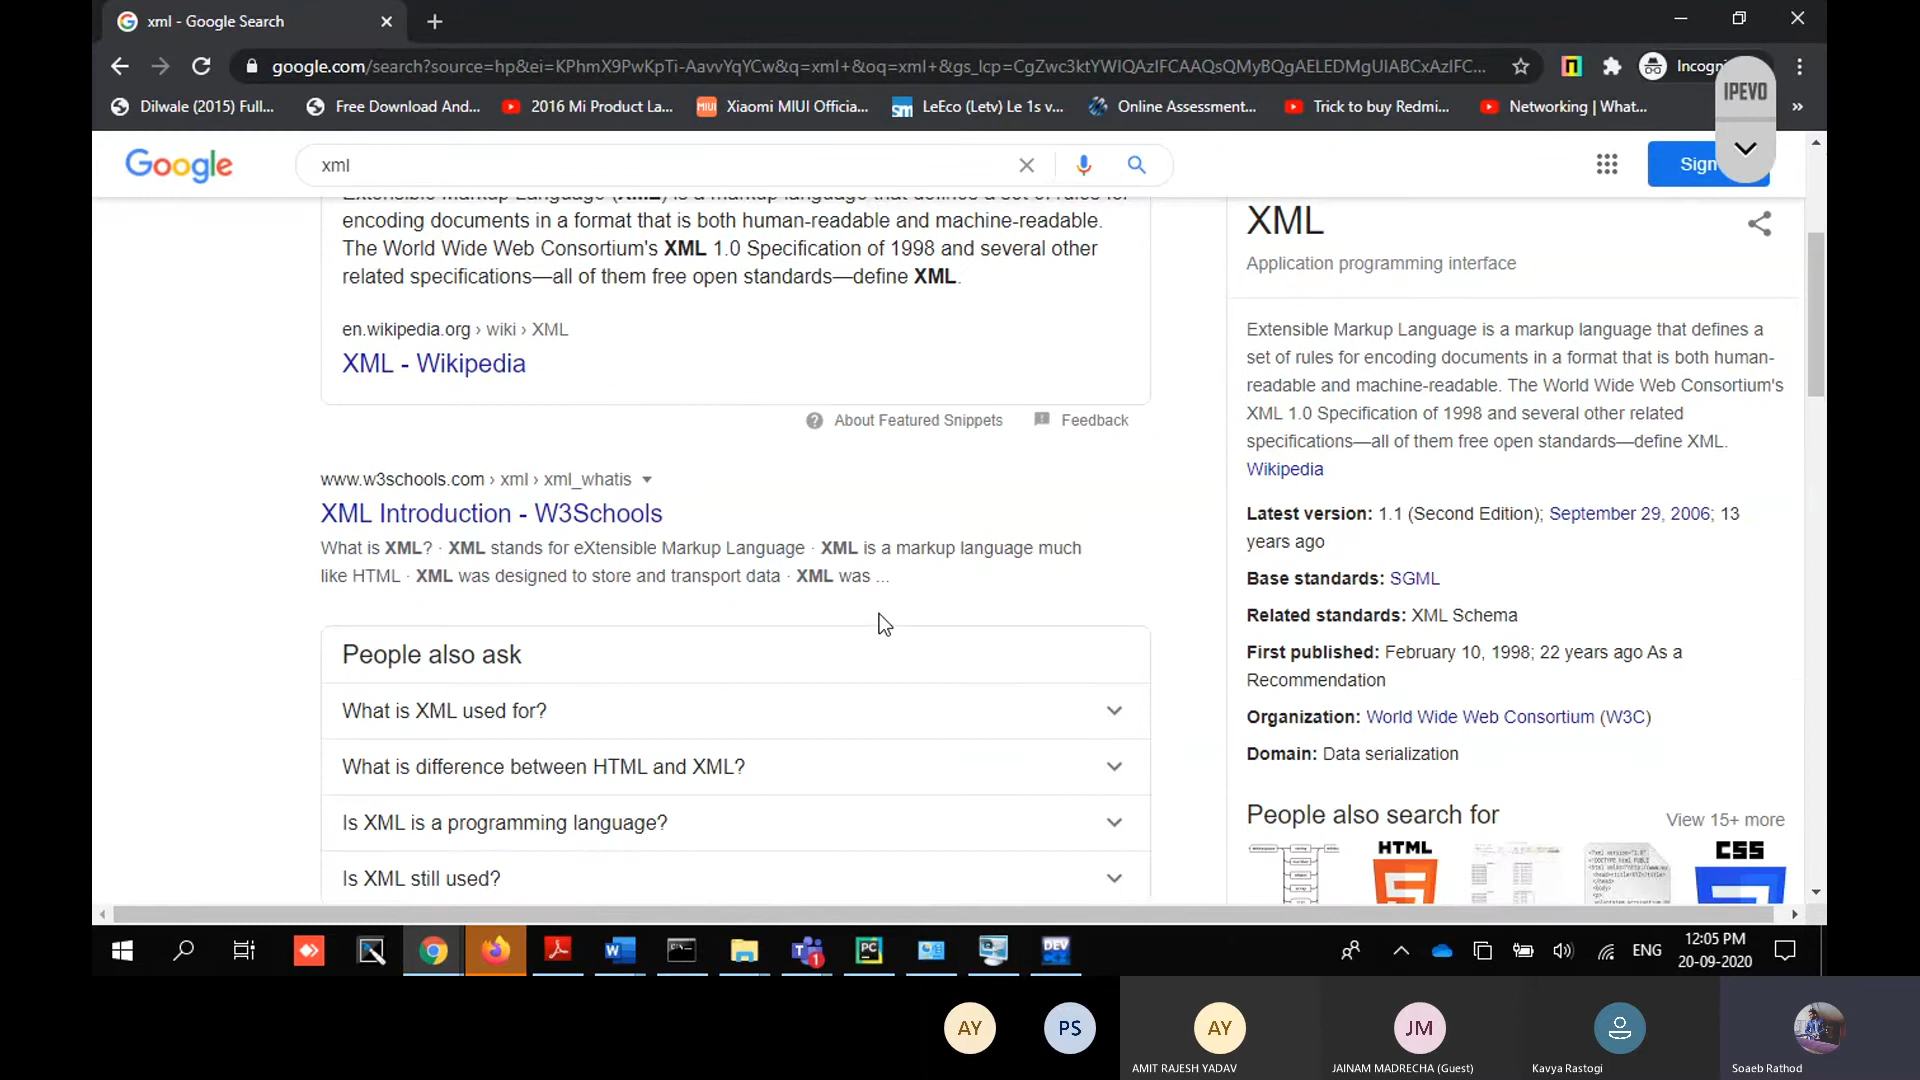 xml - Google Search
google.com/search?source=hp&ei=KPhmX9PwKpTi-AavvYqYCw&q=xml+&oq=xml+&gs_lcp=CgZwc3ktYWIQAzIFCAAQsQMyBQgAELEDMgUIABCxAzIFC...
Dilwale (2015) Full...
Free Download And...
2016 Mi Product La...
MIUI
Xiaomi MIUI Officia...
sm
LeEco (Letv) Le 1s v...
Online Assessment...
Trick to buy Redmi...
Networking | What...
»
IPEVO
Google
xml
Sign
encoding documents in a format that is both human-readable and machine-readable.
The World Wide Web Consortium's XML 1.0 Specification of 1998 and several other
related specifications—all of them free open standards—define XML.
en.wikipedia.org › wiki › XML
XML - Wikipedia
About Featured Snippets
Feedback
www.w3schools.com › xml › xml_whatis
XML Introduction - W3Schools
What is XML? · XML stands for eXtensible Markup Language · XML is a markup language much
like HTML · XML was designed to store and transport data · XML was ...
People also ask
What is XML used for?
What is difference between HTML and XML?
Is XML is a programming language?
Is XML still used?
XML
Application programming interface
Extensible Markup Language is a markup language that defines a
set of rules for encoding documents in a format that is both human-
readable and machine-readable. The World Wide Web Consortium's
XML 1.0 Specification of 1998 and several other related
specifications—all of them free open standards—define XML.
Wikipedia
Latest version: 1.1 (Second Edition); September 29, 2006; 13
years ago
Base standards: SGML
Related standards: XML Schema
First published: February 10, 1998; 22 years ago As a
Recommendation
Organization: World Wide Web Consortium (W3C)
Domain: Data serialization
People also search for
View 15+ more
HTML
CSS
PC
DEV
1
ENG
12:05 PM
20-09-2020
AY
PS
AY
JM
AMIT RAJESH YADAV
JAINAM MADRECHA (Guest)
Kavya Rastogi
Soaeb Rathod